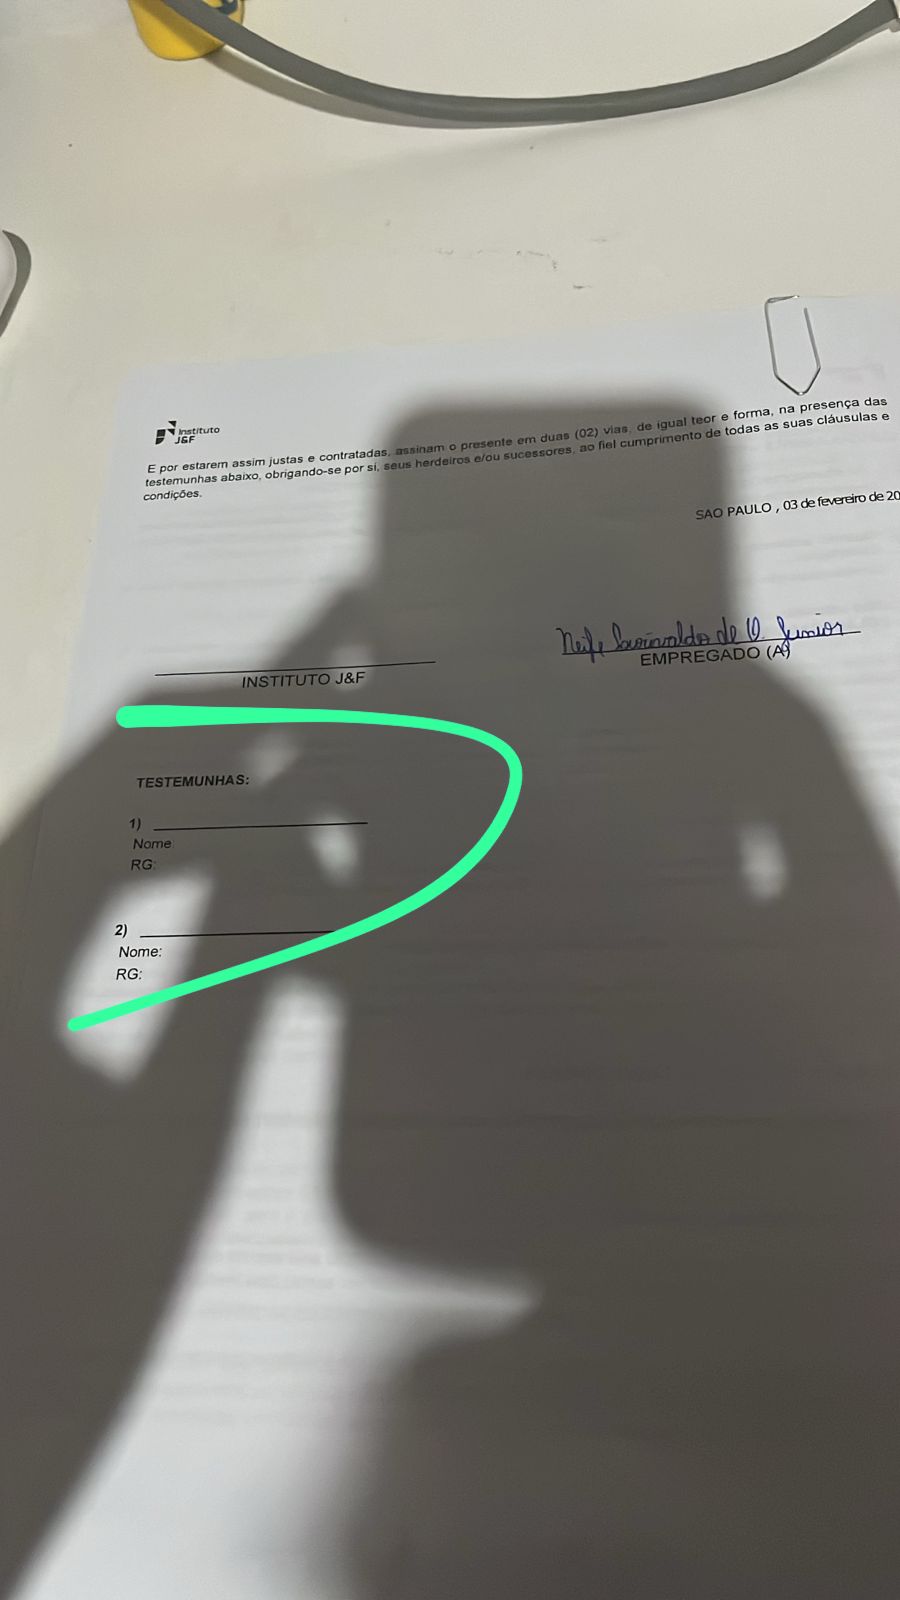 Instituto
J&F
E por estarem assim justas e contratadas, assinam o presente em duas (02) vias, de igual teor e forma, na presença das
testemunhas abaixo, obrigando-se por si, seus herdeiros e/ou sucessores, ao fiel cumprimento de todas as suas cláusulas e
condições.
SAO PAULO , 03 de fevereiro de 20
de O. Junior
INSTITUTO J&F
EMPREGADO (A)
TESTEMUNHAS:
1)
Nome
RG:
2)
Nome:
RG: